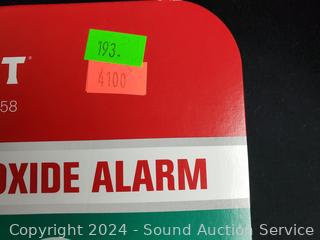 193.
4100
T
58
OXIDE ALARM
Copyright 2024 - Sound Auction Service